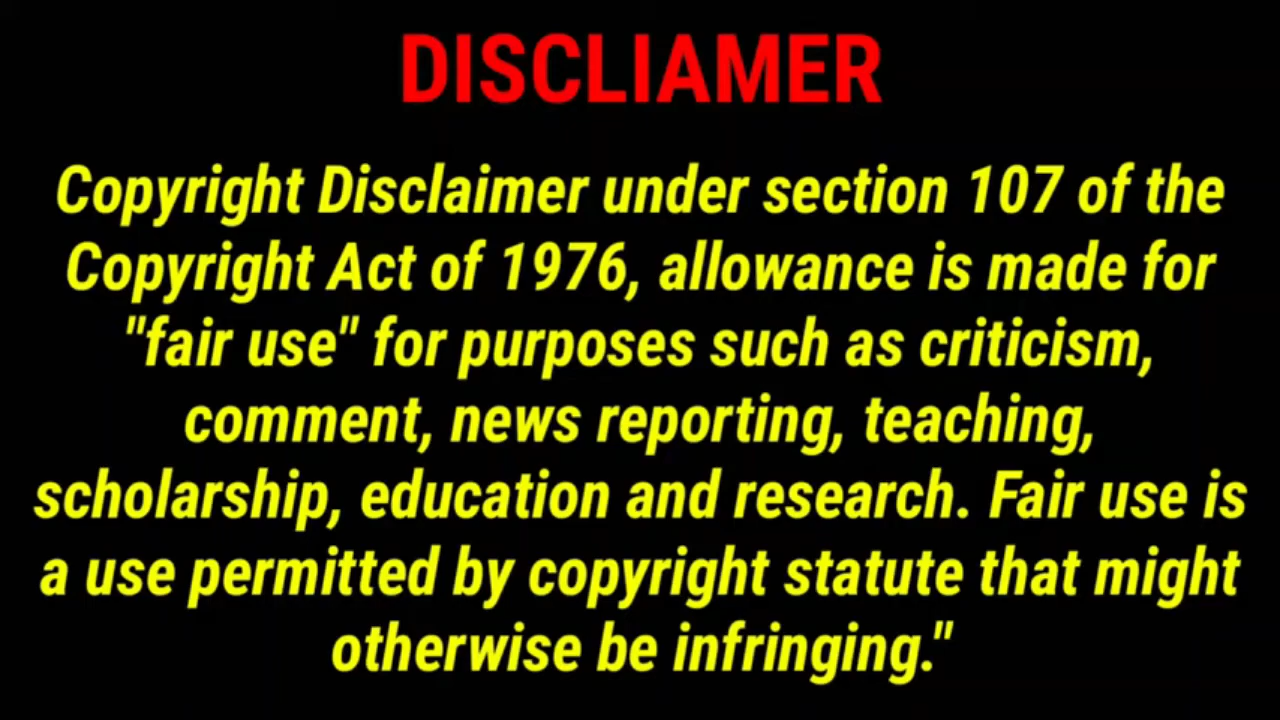 DISCLIAMER
Copyright Disclaimer under section 107 of the
Copyright Act of 1976, allowance is made for
"fair use" for purposes such as criticism,
comment, news reporting, teaching,
scholarship, education and research. Fair use is
a use permitted by copyright statute that might
otherwise be infringing."